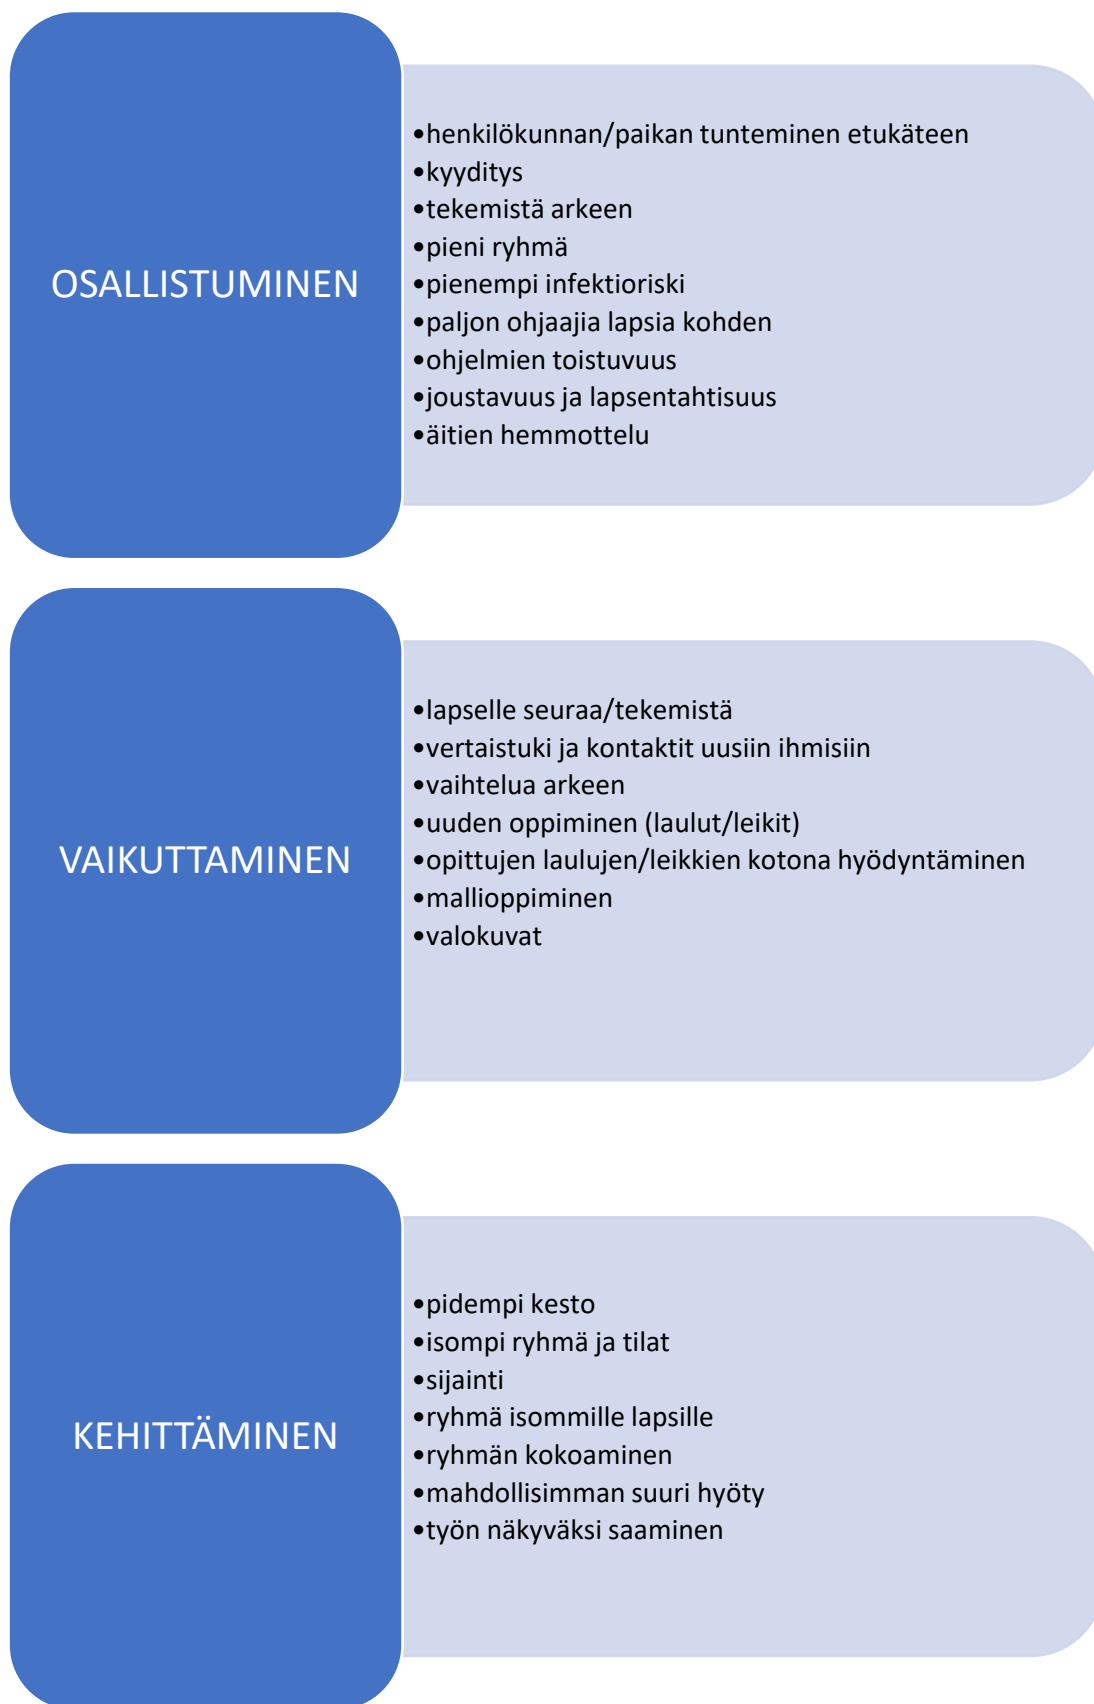 OSALLISTUMINEN
•henkilökunnan/paikan tunteminen etukäteen
•kyyditys
•tekemistä arkeen
•pieni ryhmä
•pienempi infektioriski
•paljon ohjaajia lapsia kohden
•ohjelmien toistuvuus
•joustavuus ja lapsentahtisuus
•äitien hemmottelu
VAIKUTTAMINEN
•lapselle seuraa/tekemistä
•vertaistuki ja kontaktit uusiin ihmisiin
•vaihtelua arkeen
•uuden oppiminen (laulut/leikit)
•opittujen laulujen/leikkien kotona hyödyntäminen
•mallioppiminen
•valokuvat
KEHITTÄMINEN
•pidempi kesto
•isompi ryhmä ja tilat
•sijainti
•ryhmä isommille lapsille
•ryhmän kokoaminen
•mahdollisimman suuri hyöty
•työn näkyväksi saaminen